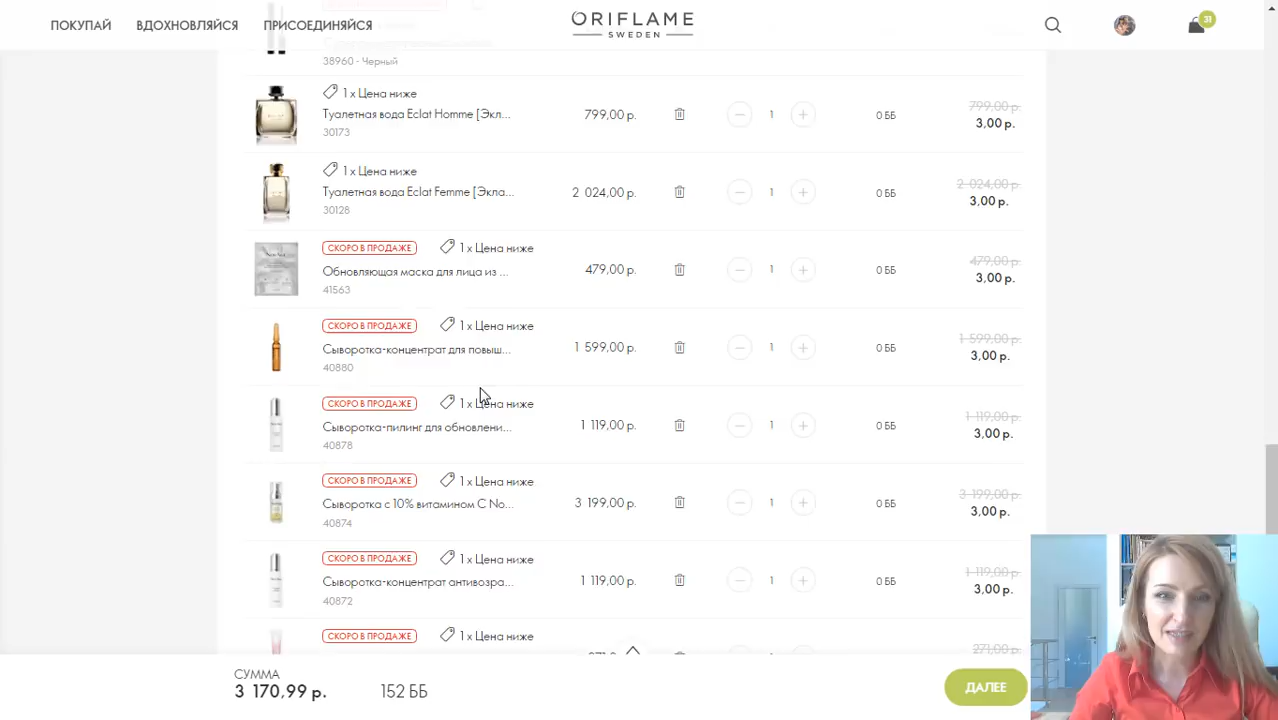 ПОКУПАЙ ВДОХНОВЛЯЙСЯ ПРИСОЕДИНЯЙСЯ
ORIFLAME
SWEDEN
31
38960 - Черный
1 x Цена ниже
Туалетная вода Eclat Homme [Экл...
30173
799,00 р.
1
0 ББ
799,00 р.
3,00 р.
1 x Цена ниже
Туалетная вода Eclat Femme [Экла...
30128
2 024,00 р.
1
0 ББ
2 024,00 р.
3,00 р.
СКОРО В ПРОДАЖЕ 1 x Цена ниже
Обновляющая маска для лица из ...
41563
479,00 р.
1
0 ББ
479,00 р.
3,00 р.
СКОРО В ПРОДАЖЕ 1 x Цена ниже
Сыворотка-концентрат для повыш...
40880
1 599,00 р.
1
0 ББ
1 599,00 р.
3,00 р.
СКОРО В ПРОДАЖЕ 1 x Цена ниже
Сыворотка-пилинг для обновлени...
40878
1 119,00 р.
1
0 ББ
1 119,00 р.
3,00 р.
СКОРО В ПРОДАЖЕ 1 x Цена ниже
Сыворотка с 10% витамином С No...
40874
3 199,00 р.
1
0 ББ
3 199,00 р.
3,00 р.
СКОРО В ПРОДАЖЕ 1 x Цена ниже
Сыворотка-концентрат антивозра...
40872
1 119,00 р.
1
0 ББ
1 119,00 р.
3,00 р.
СКОРО В ПРОДАЖЕ 1 x Цена ниже
271,00 р.
СУММА
3 170,99 р.
152 ББ
ДАЛЕЕ